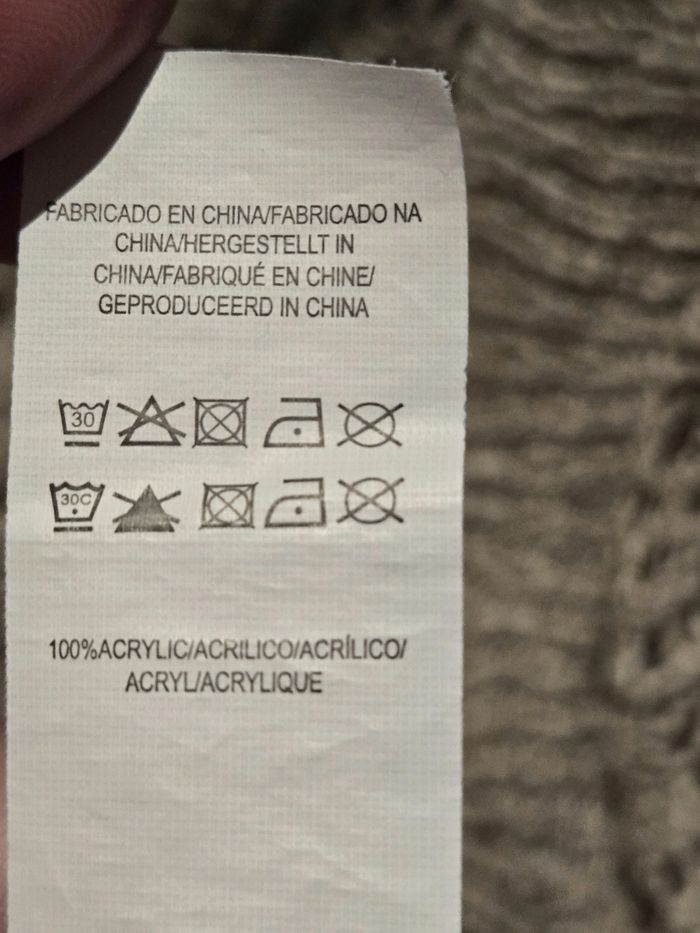 FABRICADO EN CHINA/FABRICADO NA
CHINA/HERGESTELLT IN
CHINA/FABRIQUÉ EN CHINE/
GEPRODUCEERD IN CHINA
30
30C
100%ACRYLIC/ACRILICO/ACRÍLICO/
ACRYL/ACRYLIQUE